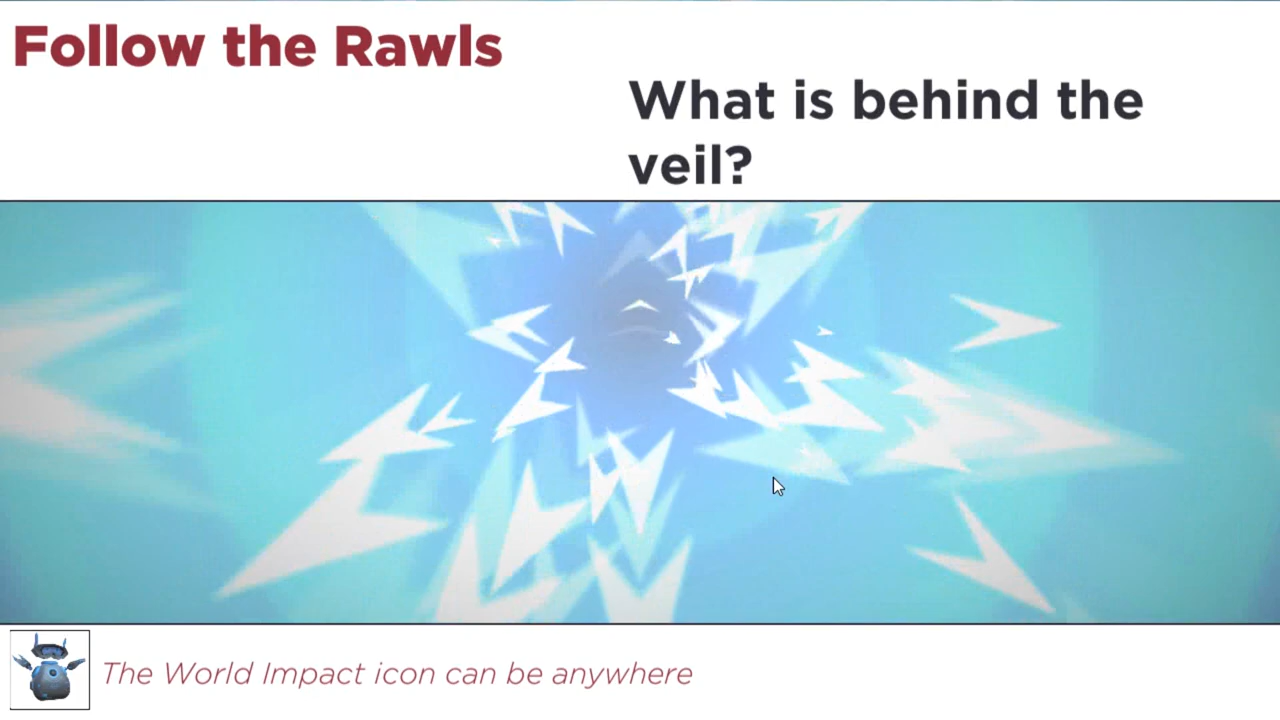 Follow the Rawls
What is behind the
veil?
The World Impact icon can be anywhere